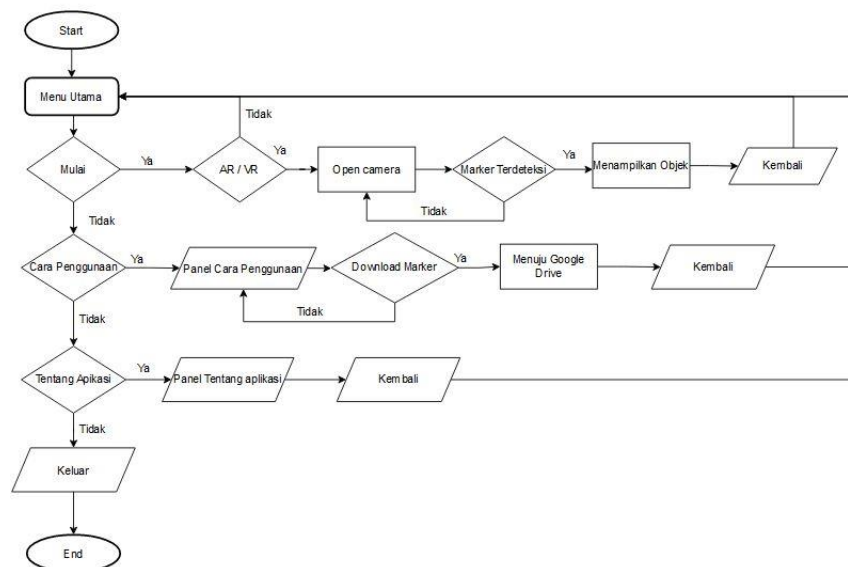 Start
Menu Utama
Tidak
Mulai
Ya
AR / VR
Ya
Open camera
Marker Terdeteksi
Ya
Menampilkan Objek
Kembali
Tidak
Tidak
Cara Penggunaan
Ya
Panel Cara Penggunaan
Download Marker
Ya
Menuju Google
Drive
Kembali
Tidak
Tidak
Tentang Apikasi
Ya
Panel Tentang aplikasi
Kembali
Tidak
Keluar
End